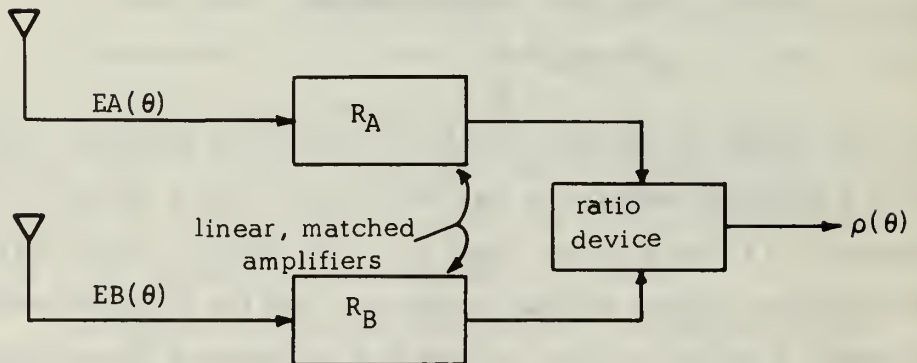 EA(θ)
R_A
linear, matched
amplifiers
ratio
device
ρ(θ)
EB(θ)
R_B